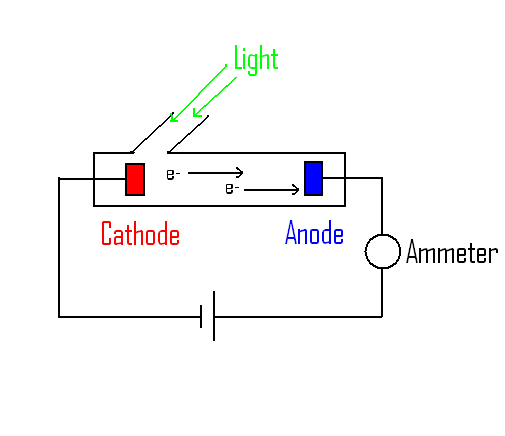 Light
e-
e-
Cathode
Anode
Ammeter